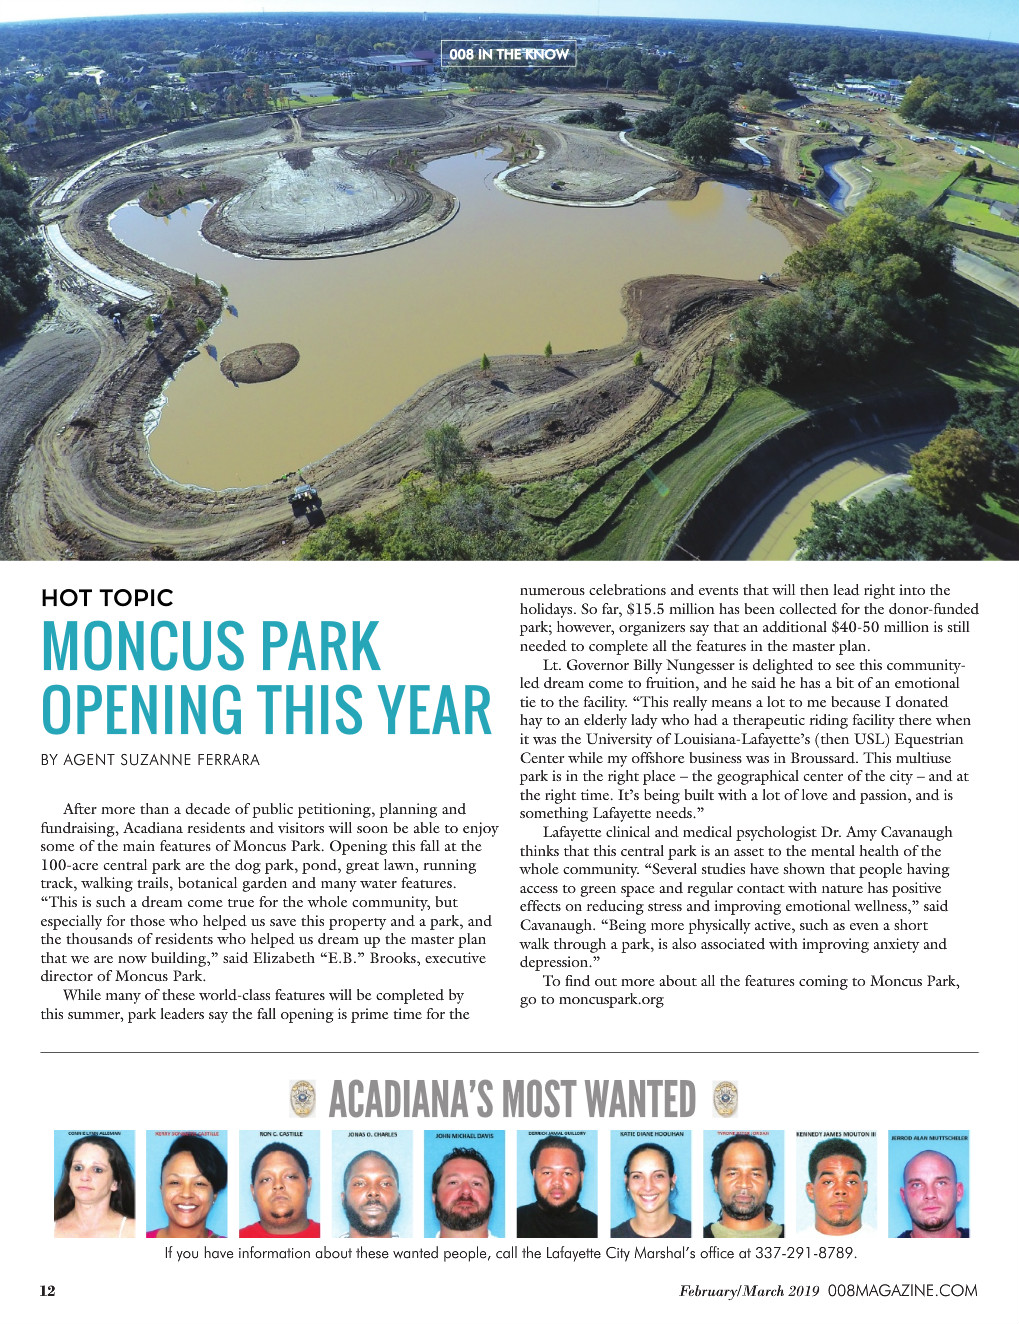 008 IN THE KNOW
HOT TOPIC
MONCUS PARK
OPENING THIS YEAR
BY AGENT SUZANNE FERRARA
After more than a decade of public petitioning, planning and
fundraising, Acadiana residents and visitors will soon be able to enjoy
some of the main features of Moncus Park. Opening this fall at the
100-acre central park are the dog park, pond, great lawn, running
track, walking trails, botanical garden and many water features.
“This is such a dream come true for the whole community, but
especially for those who helped us save this property and a park, and
the thousands of residents who helped us dream up the master plan
that we are now building,” said Elizabeth “E.B.” Brooks, executive
director of Moncus Park.
While many of these world-class features will be completed by
this summer, park leaders say the fall opening is prime time for the
numerous celebrations and events that will then lead right into the
holidays. So far, $15.5 million has been collected for the donor-funded
park; however, organizers say that an additional $40-50 million is still
needed to complete all the features in the master plan.
Lt. Governor Billy Nungesser is delighted to see this community-
led dream come to fruition, and he said he has a bit of an emotional
tie to the facility. “This really means a lot to me because I donated
hay to an elderly lady who had a therapeutic riding facility there when
it was the University of Louisiana-Lafayette’s (then USL) Equestrian
Center while my offshore business was in Broussard. This multiuse
park is in the right place – the geographical center of the city – and at
the right time. It’s being built with a lot of love and passion, and is
something Lafayette needs.”
Lafayette clinical and medical psychologist Dr. Amy Cavanaugh
thinks that this central park is an asset to the mental health of the
whole community. “Several studies have shown that people having
access to green space and regular contact with nature has positive
effects on reducing stress and improving emotional wellness,” said
Cavanaugh. “Being more physically active, such as even a short
walk through a park, is also associated with improving anxiety and
depression.”
To find out more about all the features coming to Moncus Park,
go to moncuspark.org
ACADIANA’S MOST WANTED
CONNIE LYNN ALLEMAN
CASTILLE
RON C. CASTILLE
JONAS O. CHARLES
JOHN MICHAEL DAVIS
DERRICK JAMAL GUILLORY
KATIE DIANE HOOLIHAN
TYRONE JORDAN
KENNEDY JAMES MOUTON III
JERROD ALAN MUTTSCHELER
If you have information about these wanted people, call the Lafayette City Marshal’s office at 337-291-8789.
12
February/March 2019 008MAGAZINE.COM